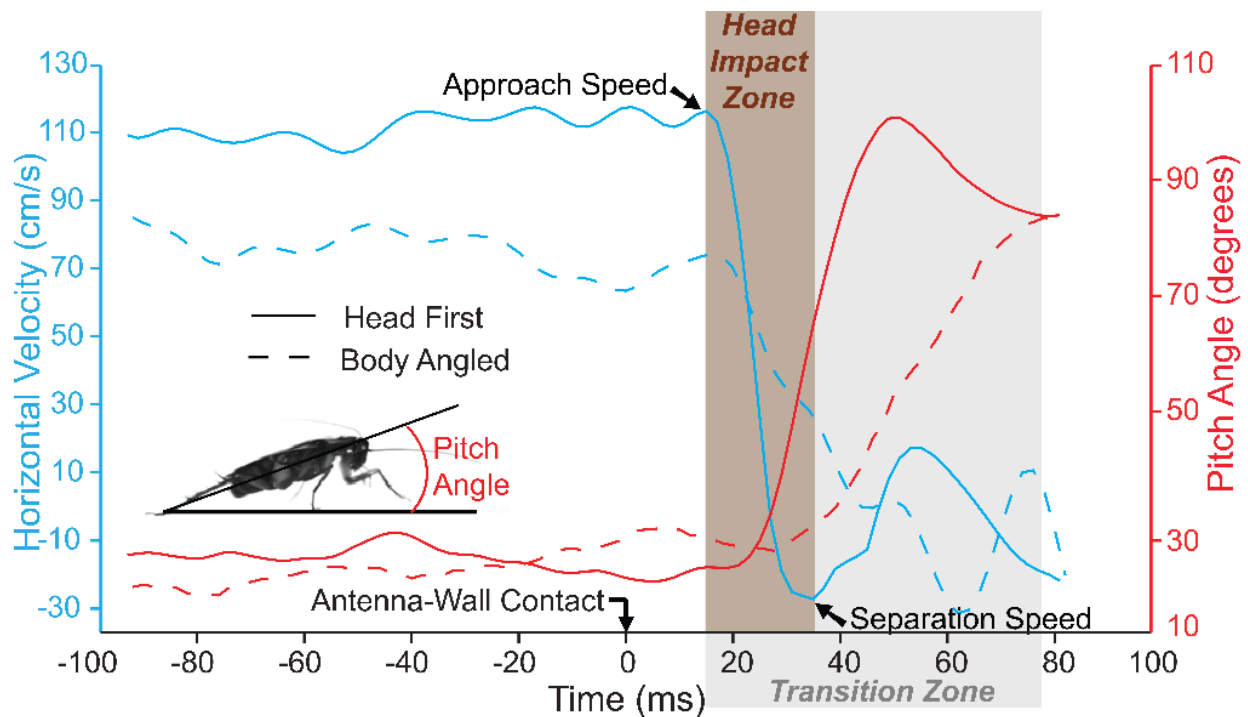 Head
Impact
Zone
Approach Speed
130
110
90
70
50
30
10
-10
-30
Horizontal Velocity (cm/s)
110
90
70
50
30
10
Pitch Angle (degrees)
Head First
Body Angled
Pitch
Angle
Antenna-Wall Contact
Separation Speed
-100 -80 -60 -40 -20 0 20 40 60 80 100
Time (ms)
Transition Zone